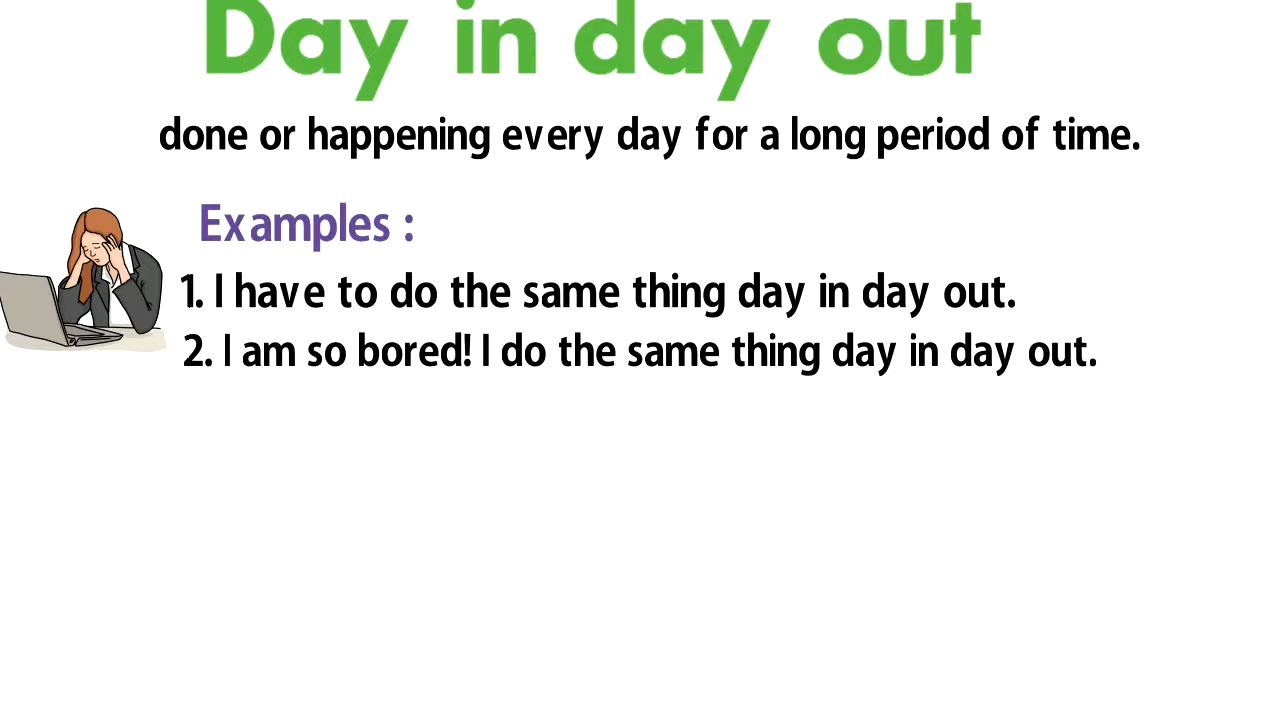 Day in day out
done or happening every day for a long period of time.
Examples :
1. I have to do the same thing day in day out.
2. I am so bored! I do the same thing day in day out.